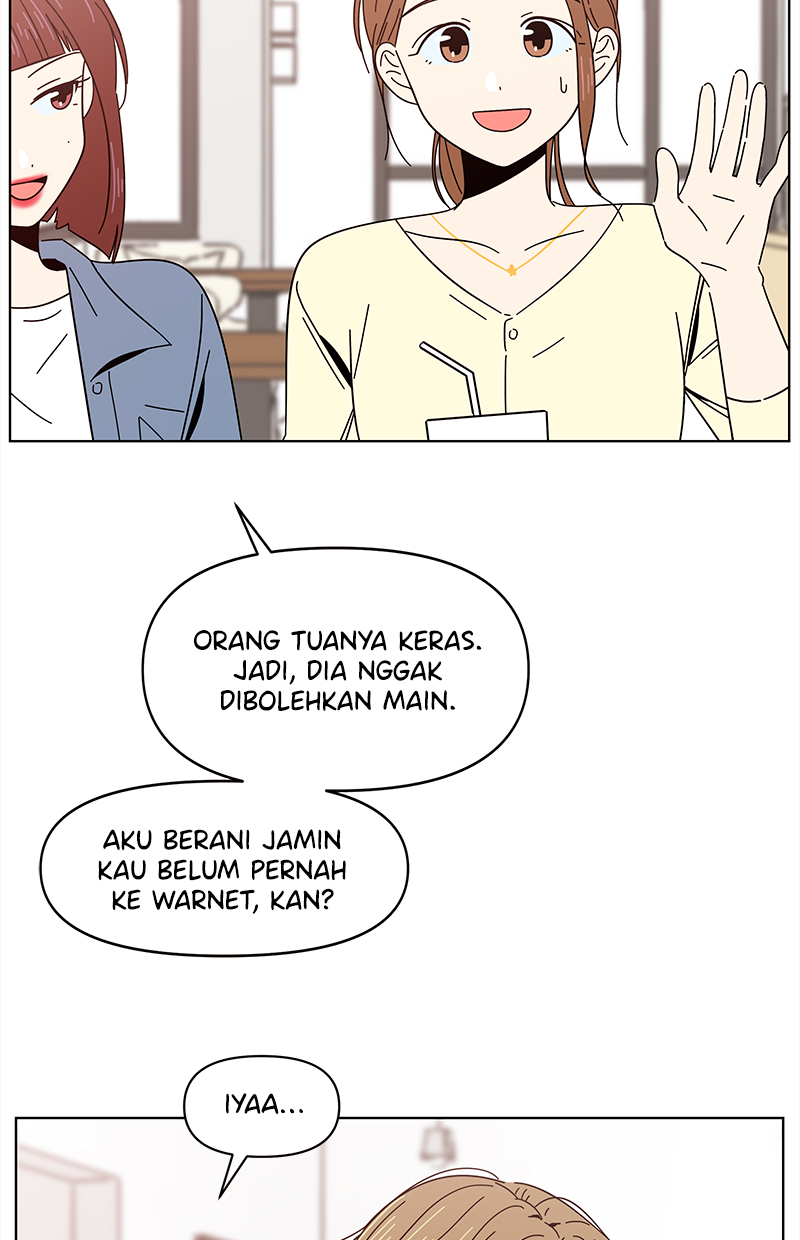 ORANG TUANYA KERAS.
JADI, DIA NGGAK
DIBOLEHKAN MAIN.
AKU BERANI JAMIN
KAU BELUM PERNAH
KE WARNET, KAN?
IYAA...